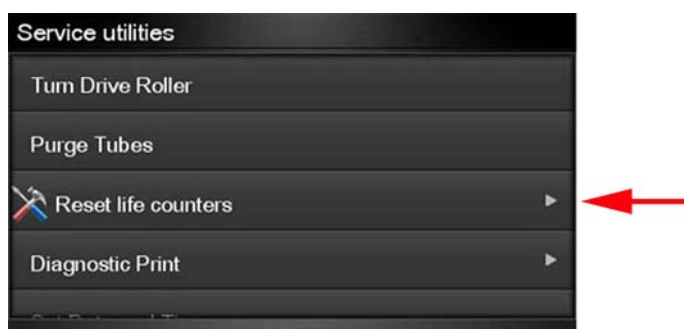 Service utilities
Turn Drive Roller
Purge Tubes
Reset life counters
Diagnostic Print